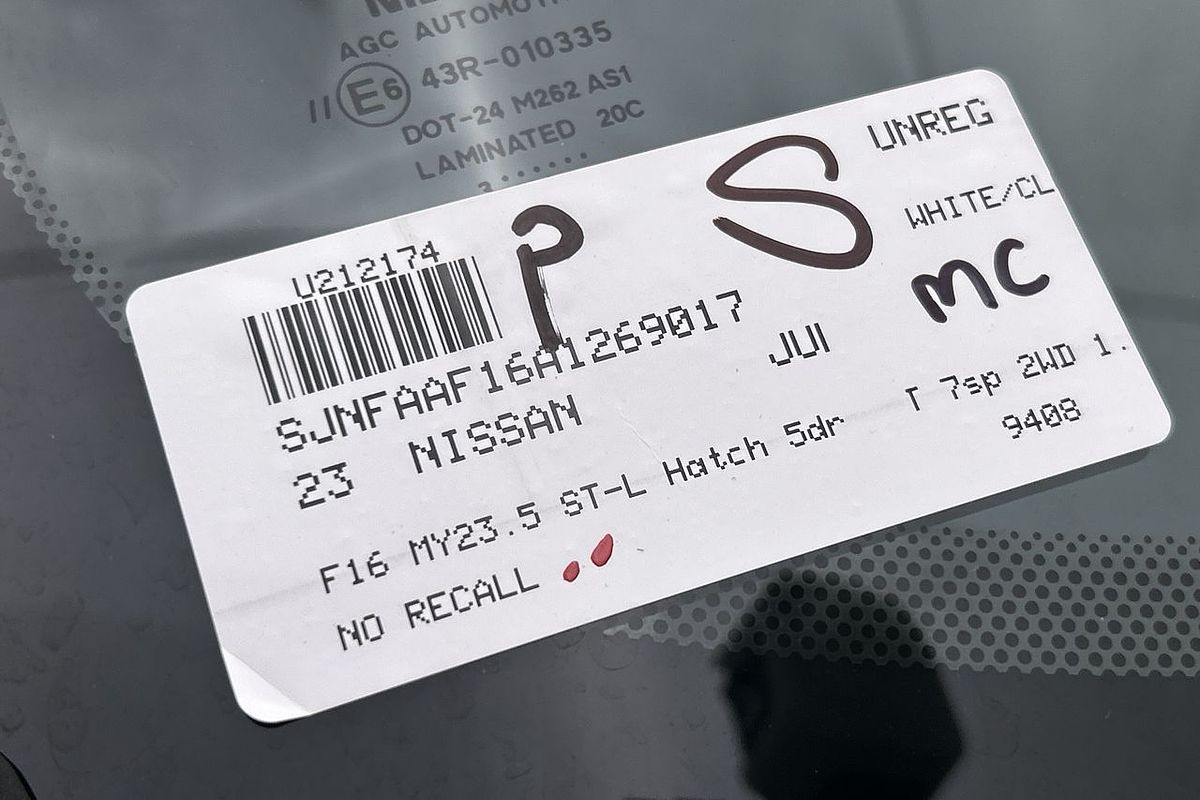 AGC AUTOMOTIVE
E6 43R-010335
DOT-24 M262 AS1
LAMINATED 20C
UNREG
S
WHITE/CL
U212174
P
MC
SJNFAAF16A1269017
JUI
23 NISSAN
F16 MY23.5 ST-L Hatch 5dr T 7sp 2WD 1.
9408
NO RECALL